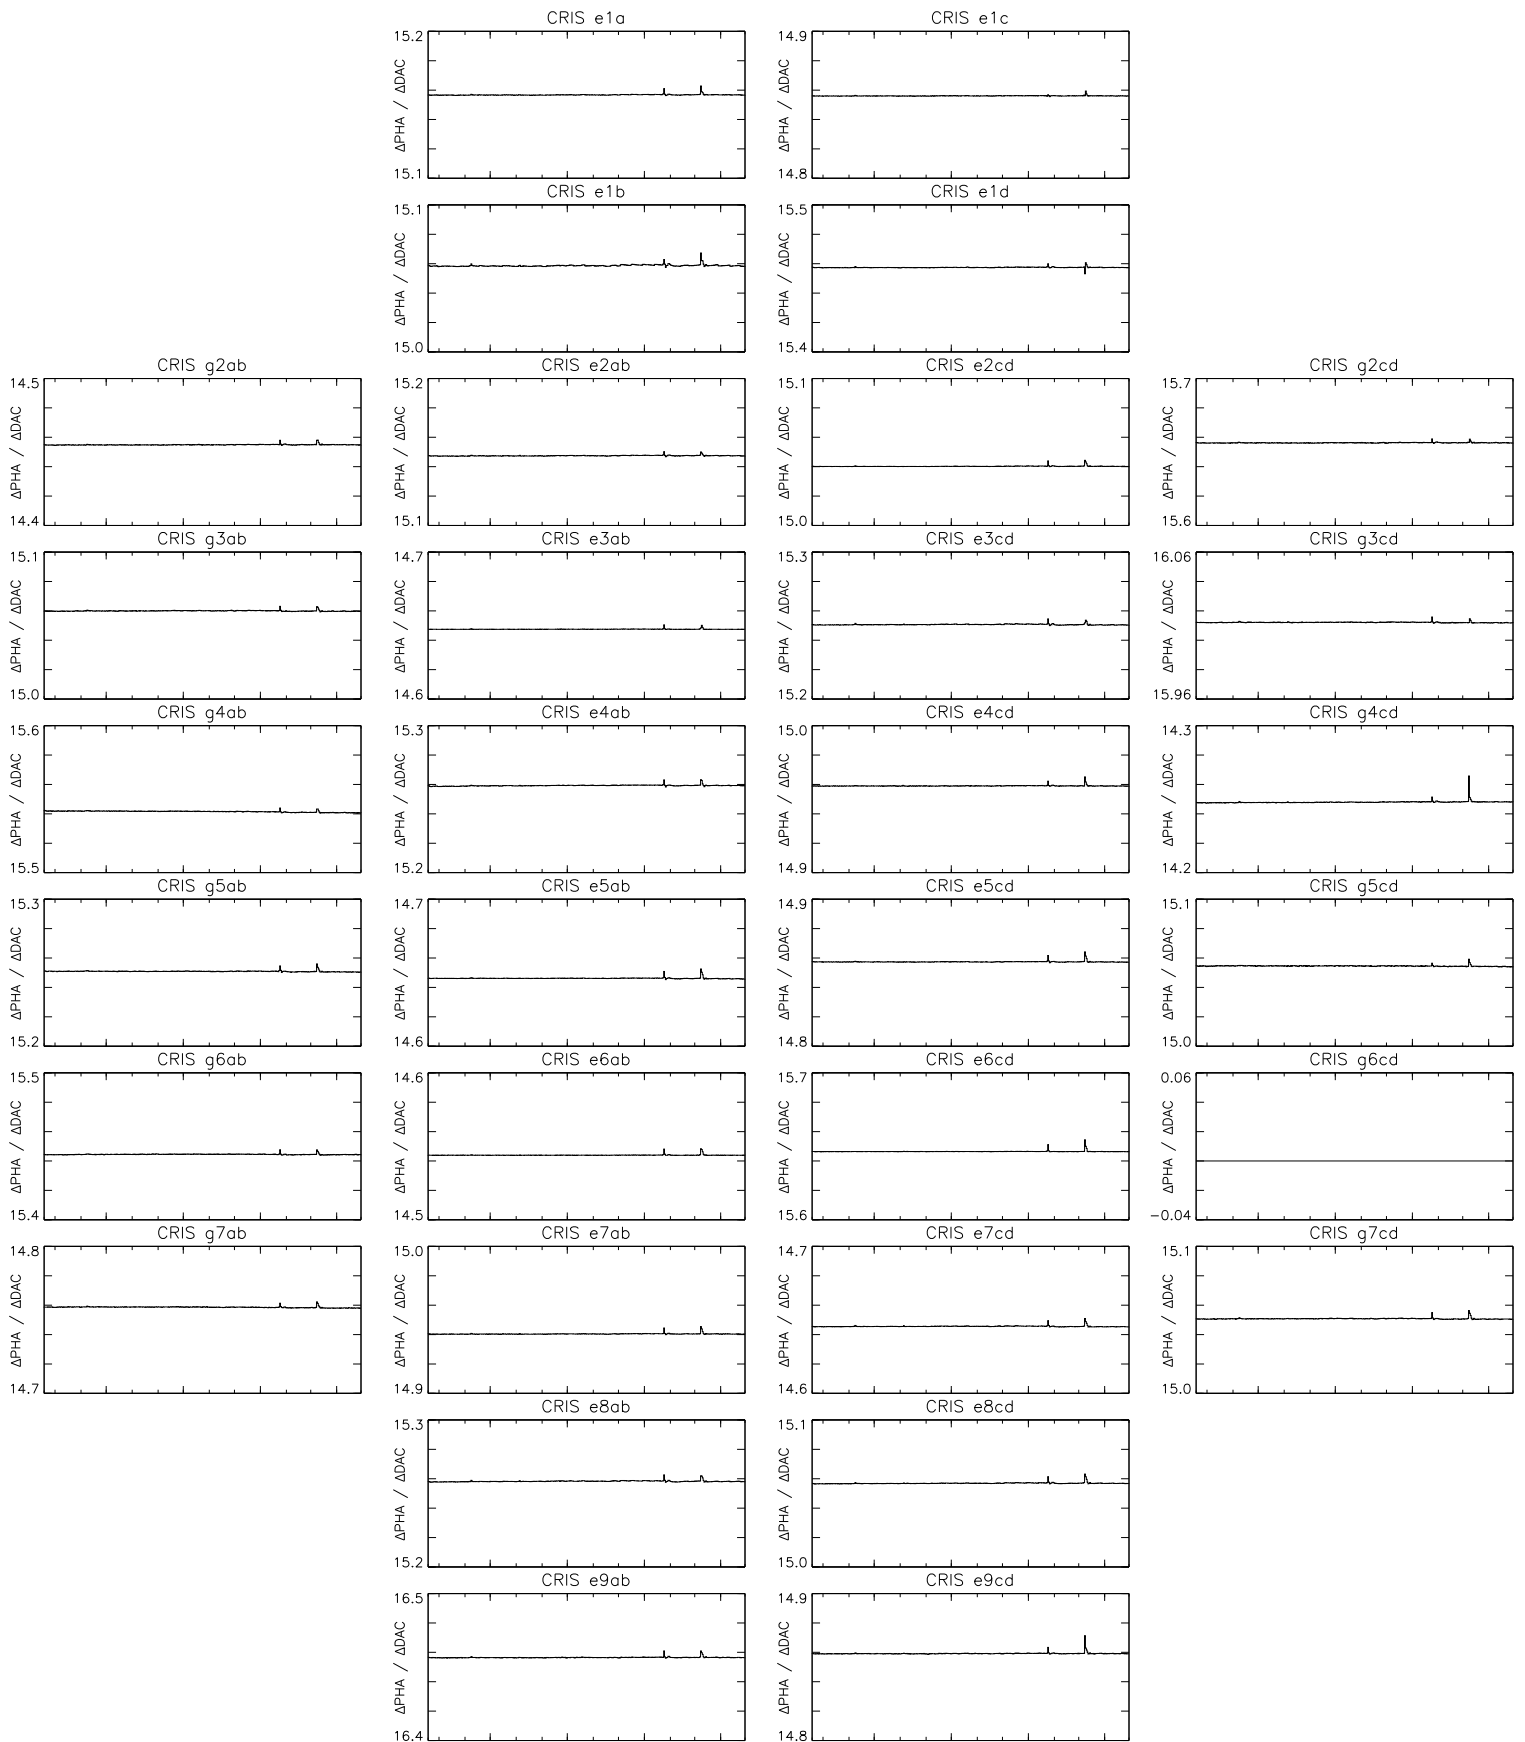 CRIS e1a
15.2
ΔPHA / ΔDAC
15.1
CRIS e1c
14.9
ΔPHA / ΔDAC
14.8
CRIS e1b
15.1
ΔPHA / ΔDAC
15.0
CRIS e1d
15.5
ΔPHA / ΔDAC
15.4
CRIS g2ab
14.5
ΔPHA / ΔDAC
14.4
CRIS e2ab
15.2
ΔPHA / ΔDAC
15.1
CRIS e2cd
15.1
ΔPHA / ΔDAC
15.0
CRIS g2cd
15.7
ΔPHA / ΔDAC
15.6
CRIS g3ab
15.1
ΔPHA / ΔDAC
15.0
CRIS e3ab
14.7
ΔPHA / ΔDAC
14.6
CRIS e3cd
15.3
ΔPHA / ΔDAC
15.2
CRIS g3cd
16.06
ΔPHA / ΔDAC
15.96
CRIS g4ab
15.6
ΔPHA / ΔDAC
15.5
CRIS e4ab
15.3
ΔPHA / ΔDAC
15.2
CRIS e4cd
15.0
ΔPHA / ΔDAC
14.9
CRIS g4cd
14.3
ΔPHA / ΔDAC
14.2
CRIS g5ab
15.3
ΔPHA / ΔDAC
15.2
CRIS e5ab
14.7
ΔPHA / ΔDAC
14.6
CRIS e5cd
14.9
ΔPHA / ΔDAC
14.8
CRIS g5cd
15.1
ΔPHA / ΔDAC
15.0
CRIS g6ab
15.5
ΔPHA / ΔDAC
15.4
CRIS e6ab
14.6
ΔPHA / ΔDAC
14.5
CRIS e6cd
15.7
ΔPHA / ΔDAC
15.6
CRIS g6cd
0.06
ΔPHA / ΔDAC
−0.04
CRIS g7ab
14.8
ΔPHA / ΔDAC
14.7
CRIS e7ab
15.0
ΔPHA / ΔDAC
14.9
CRIS e7cd
14.7
ΔPHA / ΔDAC
14.6
CRIS g7cd
15.1
ΔPHA / ΔDAC
15.0
CRIS e8ab
15.3
ΔPHA / ΔDAC
15.2
CRIS e8cd
15.1
ΔPHA / ΔDAC
15.0
CRIS e9ab
16.5
ΔPHA / ΔDAC
16.4
CRIS e9cd
14.9
ΔPHA / ΔDAC
14.8